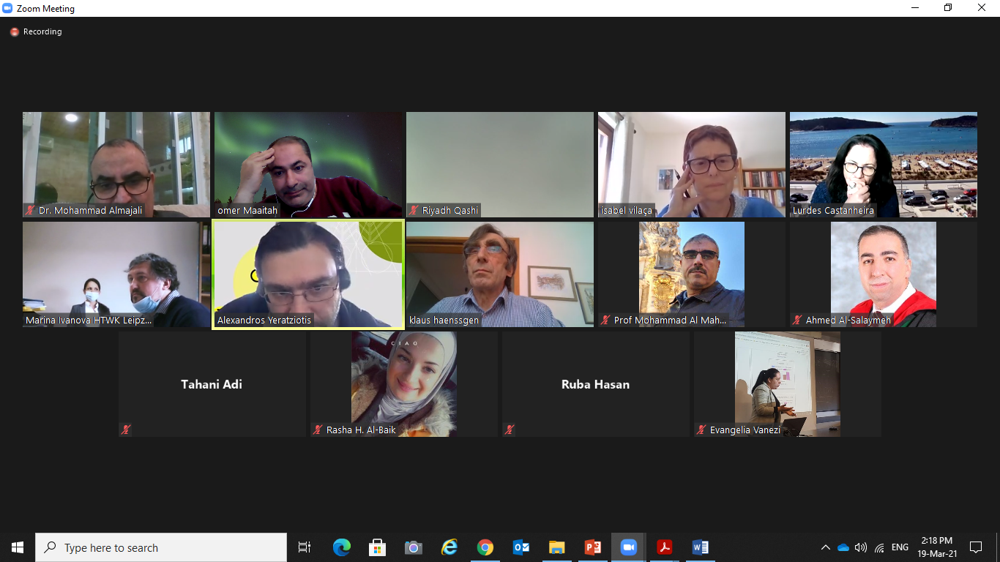 Zoom Meeting
Recording
Dr. Mohammad Almajali
omer Maaitah
Riyadh Qashi
isabel vilaça
Lurdes Castanheira
Marina Ivanova HTWK Leipz...
Alexandros Yeratziotis
klaus haenssgen
Prof Mohammad Al Mah...
Ahmed Al-Salaymeh
Tahani Adi
CIAO
Rasha H. Al-Baik
Ruba Hasan
Evangelia Vanezi
Type here to search
ENG
2:18 PM
19-Mar-21